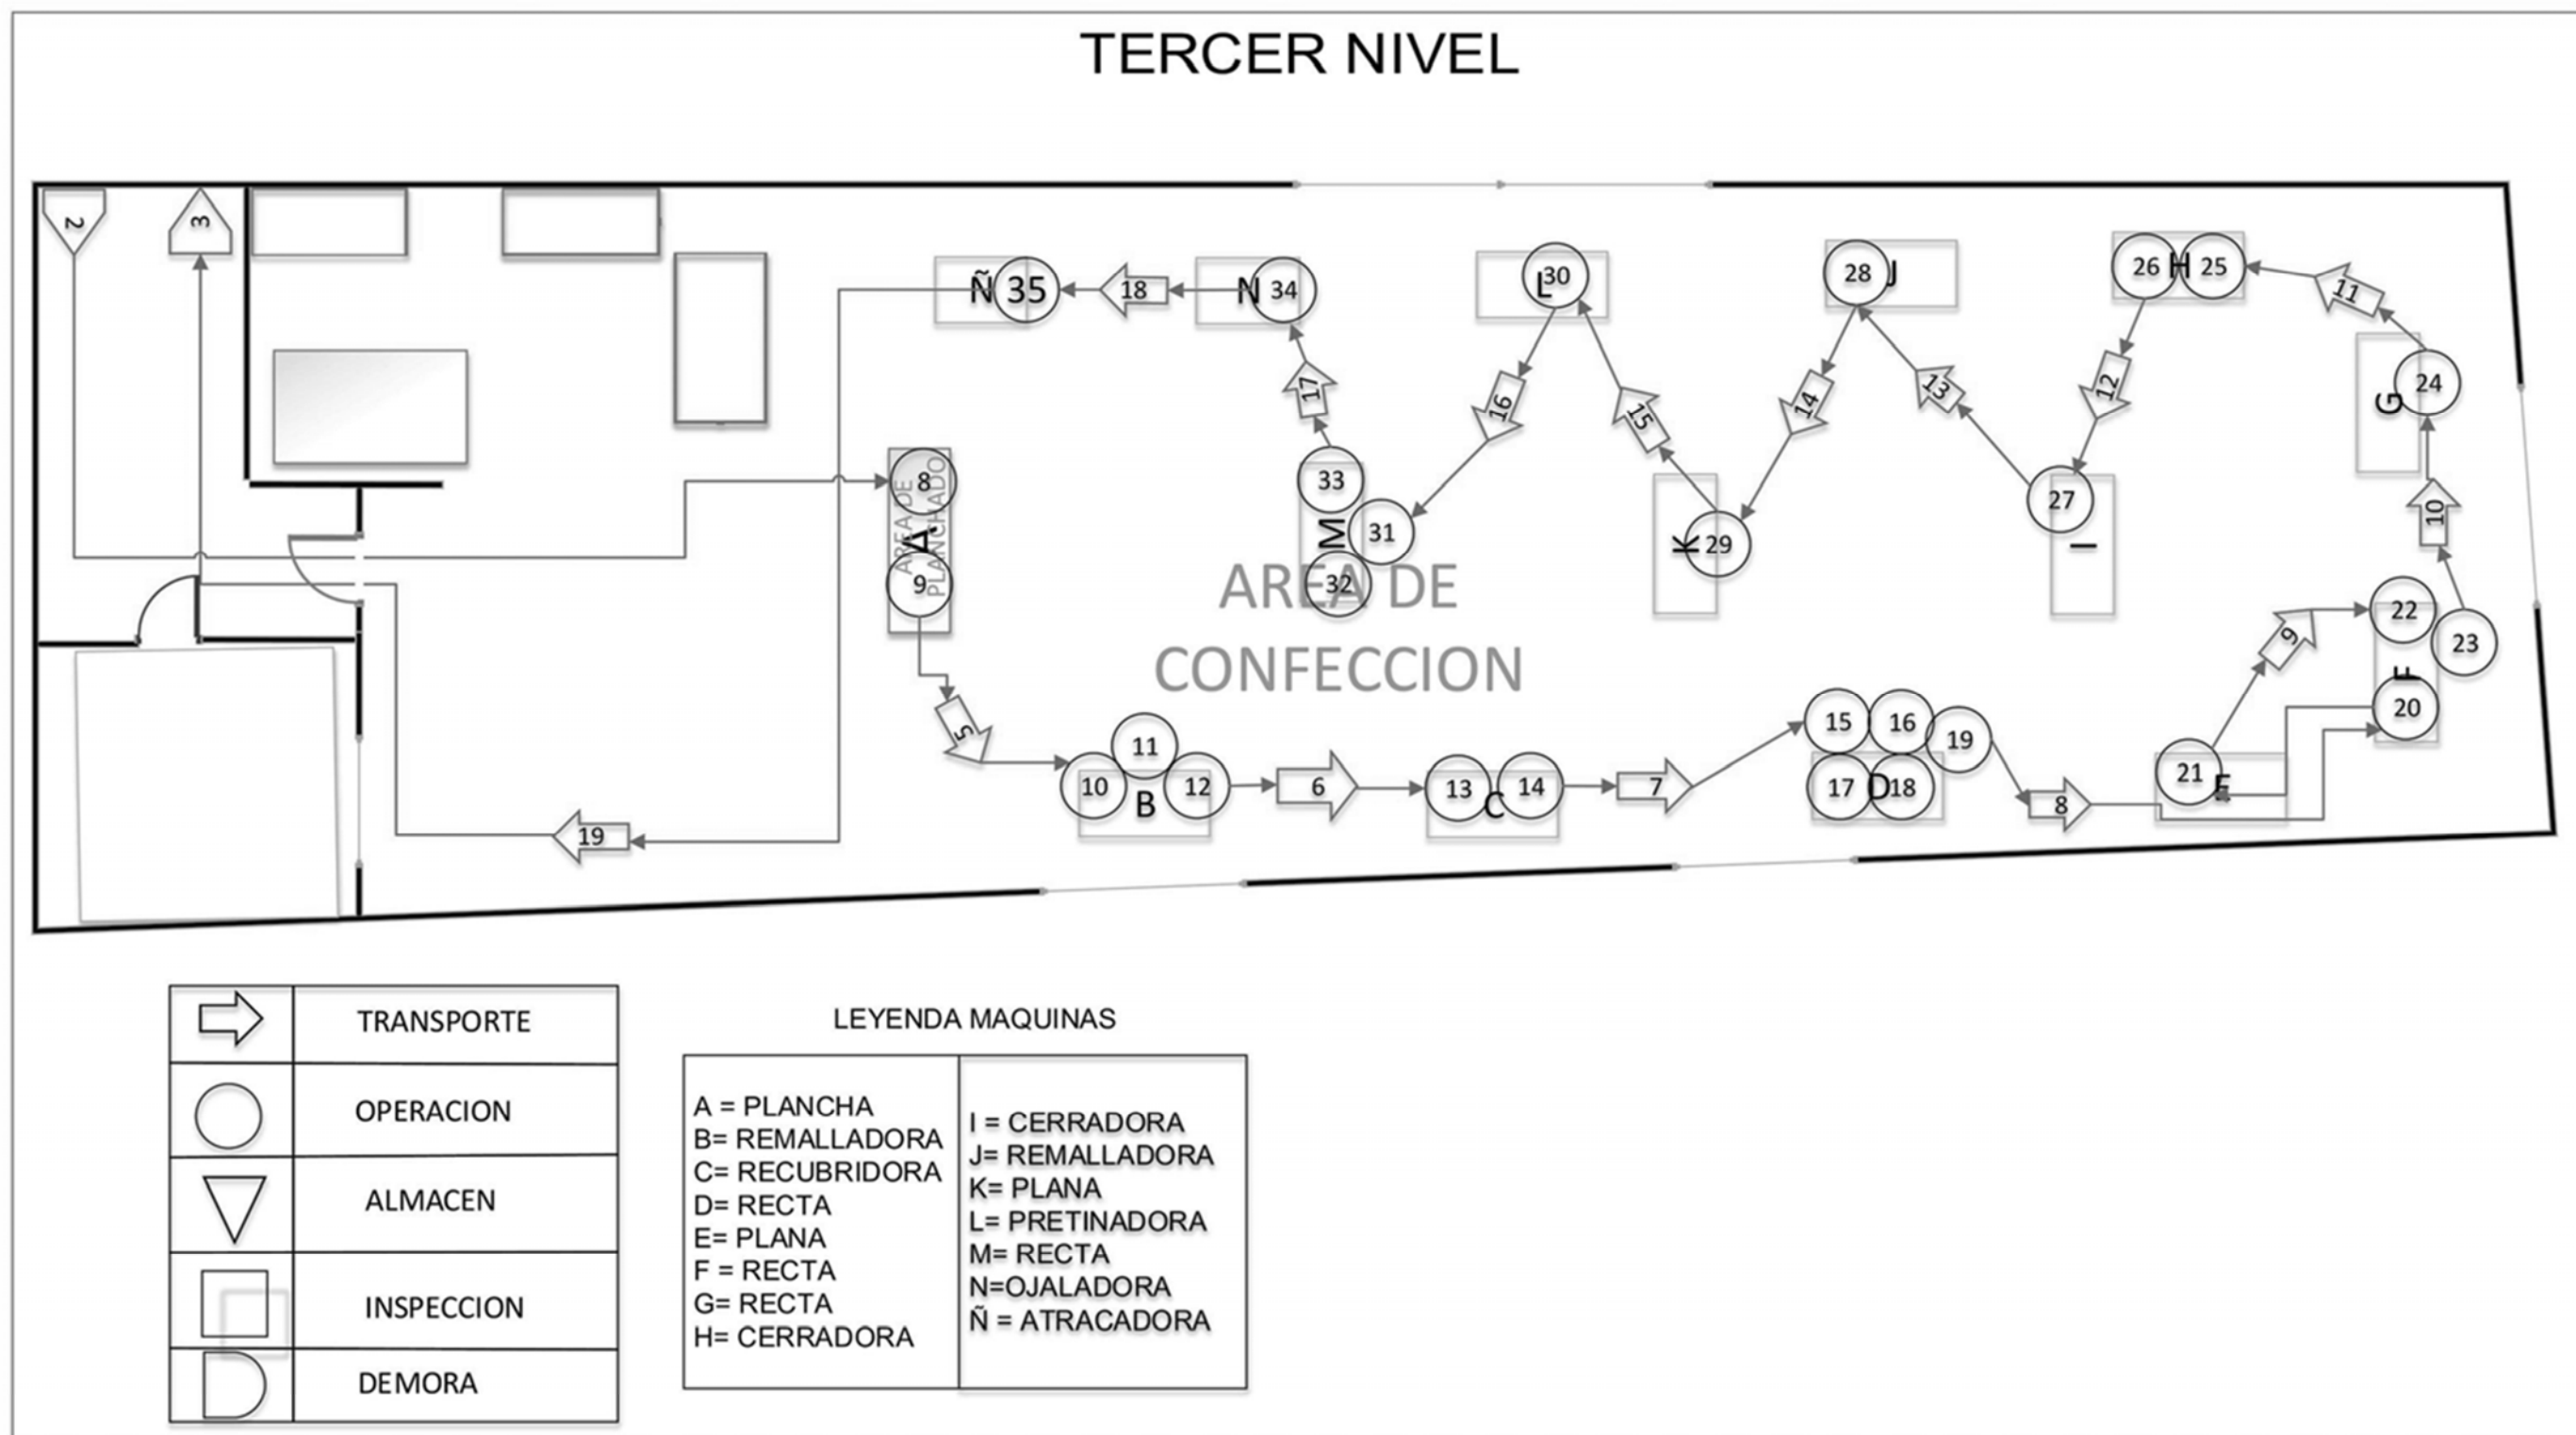 TERCER NIVEL
2
3
Ñ 35
18
N 34
L 30
28 J
26 H 25
11
17
16
15
14
13
12
24
G
8
AREA DE
PLANCHADO
A
9
33
M 31
32
K 29
27
I
10
AREA DE
CONFECCION
22
9
23
F
20
5
11
10 12
B
6
13 14
C
7
15 16 19
17 D 18
8
21 E
19
TRANSPORTE
OPERACION
ALMACEN
INSPECCION
DEMORA
LEYENDA MAQUINAS
A = PLANCHA
B= REMALLADORA
C= RECUBRIDORA
D= RECTA
E= PLANA
F = RECTA
G= RECTA
H= CERRADORA
I = CERRADORA
J= REMALLADORA
K= PLANA
L= PRETINADORA
M= RECTA
N=OJALADORA
Ñ = ATRACADORA